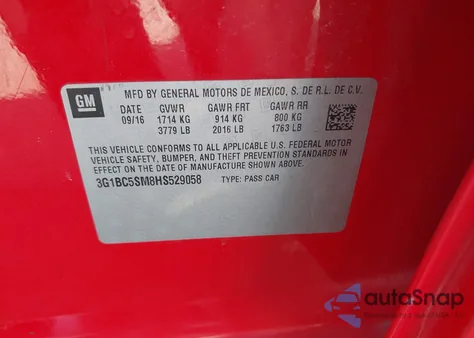 GM
MFD BY GENERAL MOTORS DE MEXICO, S. DE R.L. DE C.V.
DATE GVWR GAWR FRT GAWR RR
09/16 1714 KG 914 KG 800 KG
3779 LB 2016 LB 1763 LB
THIS VEHICLE CONFORMS TO ALL APPLICABLE U.S. FEDERAL MOTOR
VEHICLE SAFETY, BUMPER, AND THEFT PREVENTION STANDARDS IN
EFFECT ON THE DATE OF MANUFACTURE SHOWN ABOVE.
3G1BC5SM8HS529058 TYPE: PASS CAR
autoSnap